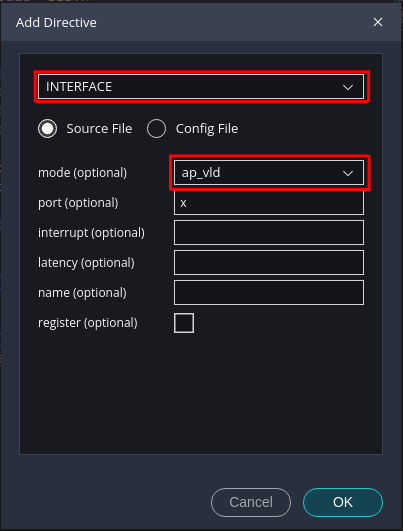 Add Directive
INTERFACE
Source File Config File
mode (optional) ap_vld
port (optional) x
interrupt (optional)
latency (optional)
name (optional)
register (optional)
Cancel OK